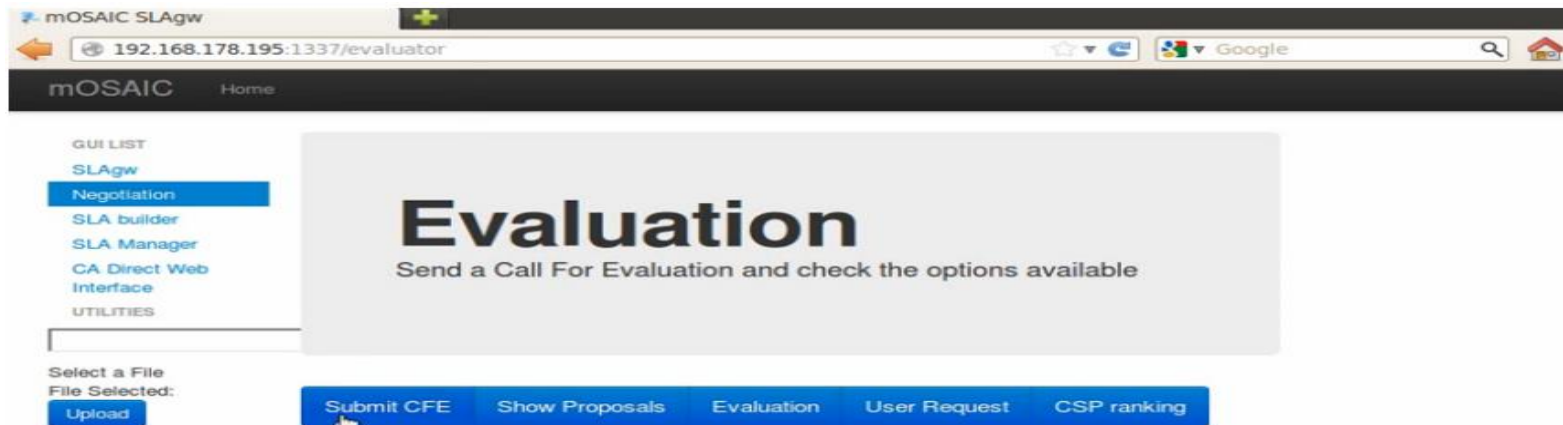 mOSAIC SLAgw
192.168.178.195:1337/evaluator
Google
mOSAIC Home
GUI LIST
SLAgw
Negotiation
SLA builder
SLA Manager
CA Direct Web
Interface
UTILITIES
Select a File
File Selected:
Upload
Evaluation
Send a Call For Evaluation and check the options available
Submit CFE Show Proposals Evaluation User Request CSP ranking